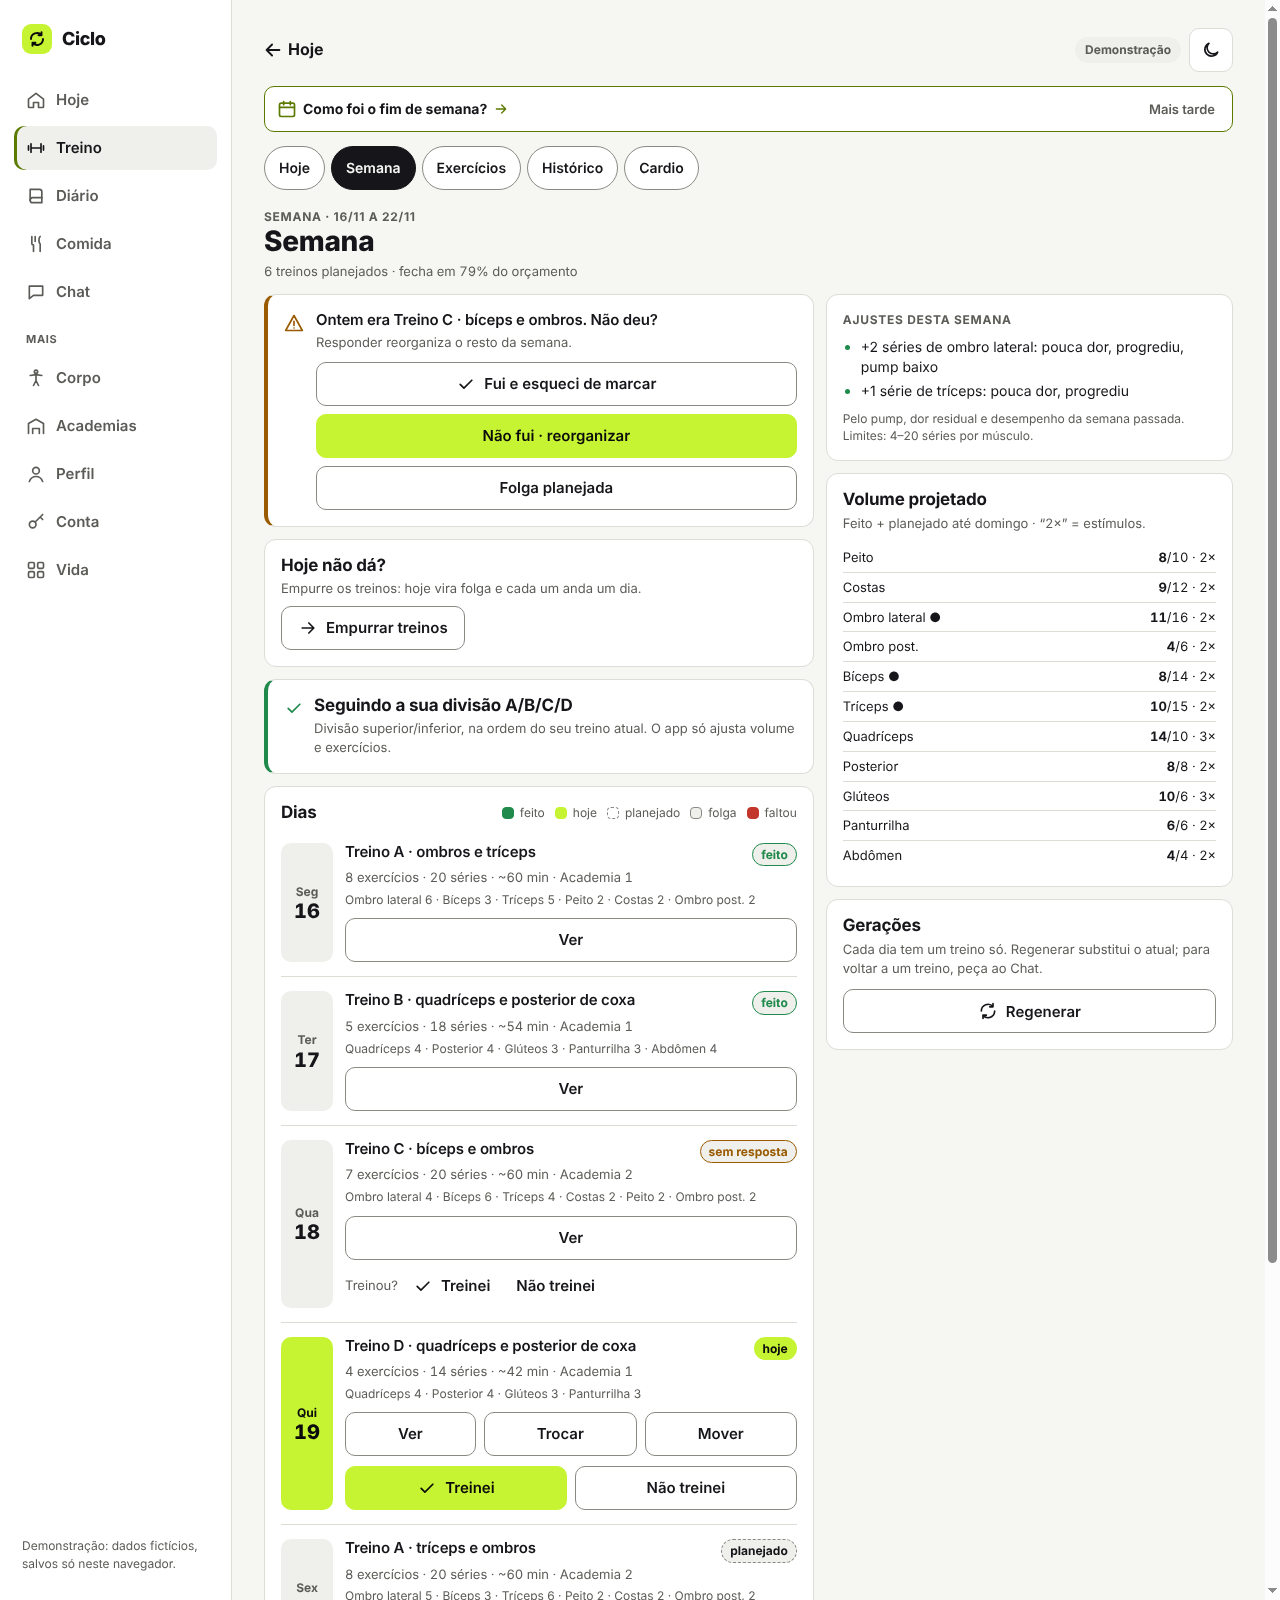 Ciclo
Hoje
Treino
Diário
Comida
Chat
MAIS
Corpo
Academias
Perfil
Conta
Vida
Demonstração: dados fictícios,
salvos só neste navegador.
Hoje
Demonstração
Como foi o fim de semana?
Mais tarde
Hoje
Semana
Exercícios
Histórico
Cardio
SEMANA · 16/11 A 22/11
Semana
6 treinos planejados · fecha em 79% do orçamento
Ontem era Treino C · bíceps e ombros. Não deu?
Responder reorganiza o resto da semana.
Fui e esqueci de marcar
Não fui · reorganizar
Folga planejada
Hoje não dá?
Empurre os treinos: hoje vira folga e cada um anda um dia.
Empurrar treinos
Seguindo a sua divisão A/B/C/D
Divisão superior/inferior, na ordem do seu treino atual. O app só ajusta volume
e exercícios.
Dias
feito
hoje
planejado
folga
faltou
Seg
16
Treino A · ombros e tríceps
feito
8 exercícios · 20 séries · ~60 min · Academia 1
Ombro lateral 6 · Bíceps 3 · Tríceps 5 · Peito 2 · Costas 2 · Ombro post. 2
Ver
Ter
17
Treino B · quadríceps e posterior de coxa
feito
5 exercícios · 18 séries · ~54 min · Academia 1
Quadríceps 4 · Posterior 4 · Glúteos 3 · Panturrilha 3 · Abdômen 4
Ver
Qua
18
Treino C · bíceps e ombros
sem resposta
7 exercícios · 20 séries · ~60 min · Academia 2
Ombro lateral 4 · Bíceps 6 · Tríceps 4 · Costas 2 · Peito 2 · Ombro post. 2
Ver
Treinou?
Treinei
Não treinei
Qui
19
Treino D · quadríceps e posterior de coxa
hoje
4 exercícios · 14 séries · ~42 min · Academia 1
Quadríceps 4 · Posterior 4 · Glúteos 3 · Panturrilha 3
Ver
Trocar
Mover
Treinei
Não treinei
Sex
Treino A · tríceps e ombros
planejado
8 exercícios · 20 séries · ~60 min · Academia 2
Ombro lateral 5 · Bíceps 3 · Tríceps 6 · Peito 2 · Costas 2 · Ombro post. 2
AJUSTES DESTA SEMANA
+2 séries de ombro lateral: pouca dor, progrediu,
pump baixo
+1 série de tríceps: pouca dor, progrediu
Pelo pump, dor residual e desempenho da semana passada.
Limites: 4–20 séries por músculo.
Volume projetado
Feito + planejado até domingo · “2×” = estímulos.
Peito 8/10 · 2×
Costas 9/12 · 2×
Ombro lateral 11/16 · 2×
Ombro post. 4/6 · 2×
Bíceps 8/14 · 2×
Tríceps 10/15 · 2×
Quadríceps 14/10 · 3×
Posterior 8/8 · 2×
Glúteos 10/6 · 3×
Panturrilha 6/6 · 2×
Abdômen 4/4 · 2×
Gerações
Cada dia tem um treino só. Regenerar substitui o atual; para
voltar a um treino, peça ao Chat.
Regenerar